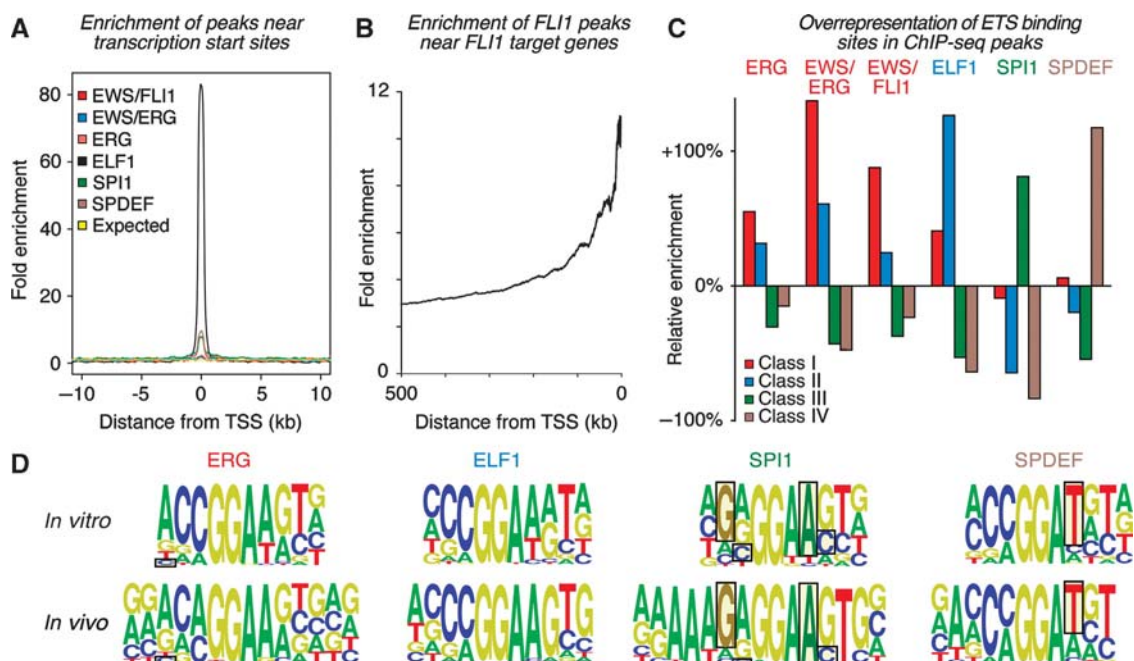 A
Enrichment of peaks near
transcription start sites
80
60
40
20
0
Fold enrichment
EWS/FLI1
EWS/ERG
ERG
ELF1
SPI1
SPDEF
Expected
−10
−5
0
5
10
Distance from TSS (kb)
B
Enrichment of FLI1 peaks
near FLI1 target genes
12
0
Fold enrichment
500
0
Distance from TSS (kb)
C
Overrepresentation of ETS binding
sites in ChIP-seq peaks
ERG
EWS/
ERG
EWS/
FLI1
ELF1
SPI1
SPDEF
+100%
0%
−100%
Relative enrichment
Class I
Class II
Class III
Class IV
D
ERG
ELF1
SPI1
SPDEF
In vitro
In vivo